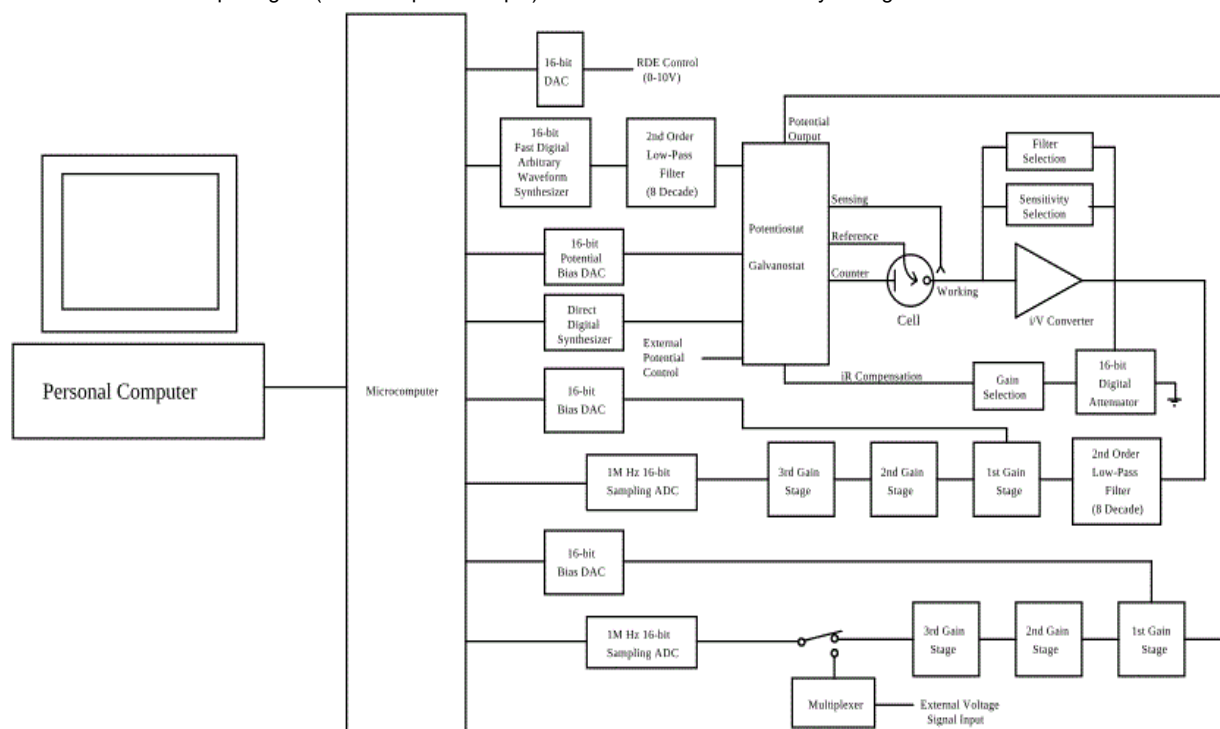 16-bit
DAC
RDE Control
(0-10V)
Potential
Output
16-bit
Fast Digital
Arbitrary
Waveform
Synthesizer
2nd Order
Low-Pass
Filter
(8 Decade)
Filter
Selection
Sensitivity
Selection
Sensing
Potentiostat
Galvanostat
Reference
Counter
Working
Cell
i/V Converter
16-bit
Potential
Bias DAC
Direct
Digital
Synthesizer
External
Potential
Control
iR Compensation
Gain
Selection
16-bit
Digital
Attenuator
Personal Computer
Microcomputer
16-bit
Bias DAC
1M Hz 16-bit
Sampling ADC
3rd Gain
Stage
2nd Gain
Stage
1st Gain
Stage
2nd Order
Low-Pass
Filter
(8 Decade)
16-bit
Bias DAC
1M Hz 16-bit
Sampling ADC
3rd Gain
Stage
2nd Gain
Stage
1st Gain
Stage
Multiplexer
External Voltage
Signal Input